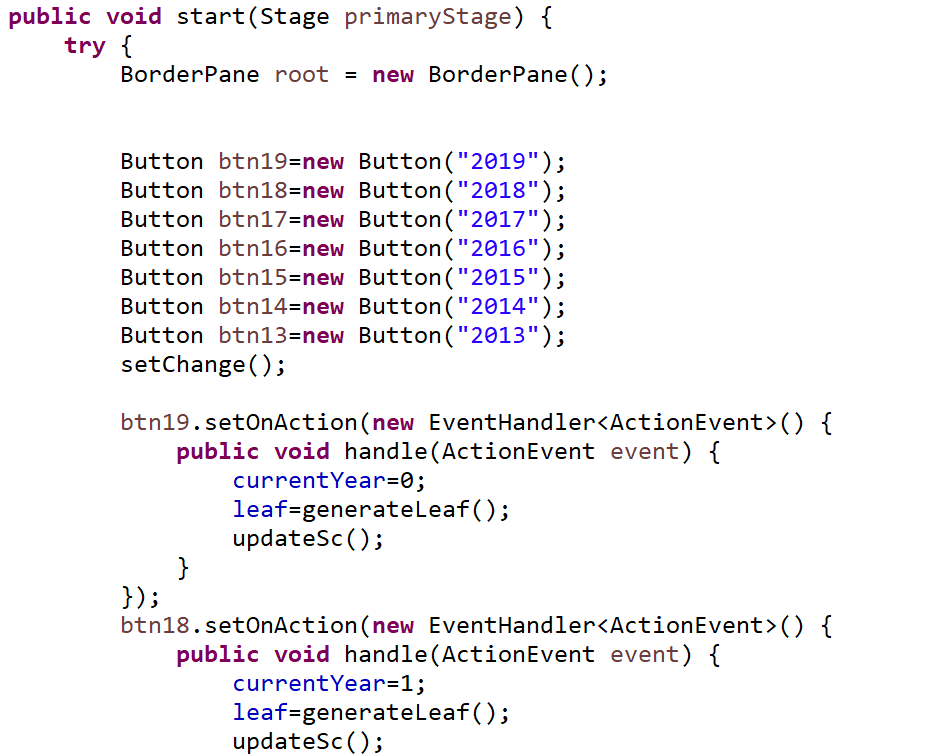 public void start(Stage primaryStage) {
    try {
        BorderPane root = new BorderPane();


        Button btn19=new Button("2019");
        Button btn18=new Button("2018");
        Button btn17=new Button("2017");
        Button btn16=new Button("2016");
        Button btn15=new Button("2015");
        Button btn14=new Button("2014");
        Button btn13=new Button("2013");
        setChange();

        btn19.setOnAction(new EventHandler<ActionEvent>() {
            public void handle(ActionEvent event) {
                currentYear=0;
                leaf=generateLeaf();
                updateSc();
            }
        });
        btn18.setOnAction(new EventHandler<ActionEvent>() {
            public void handle(ActionEvent event) {
                currentYear=1;
                leaf=generateLeaf();
                updateSc();